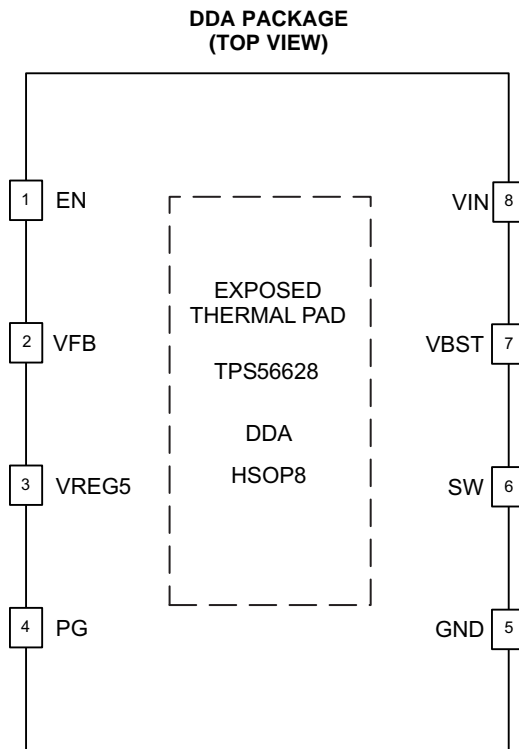 DDA PACKAGE
(TOP VIEW)
1 EN
VIN 8
EXPOSED
THERMAL PAD
2 VFB
VBST 7
TPS56628
DDA
HSOP8
3 VREG5
SW 6
4 PG
GND 5